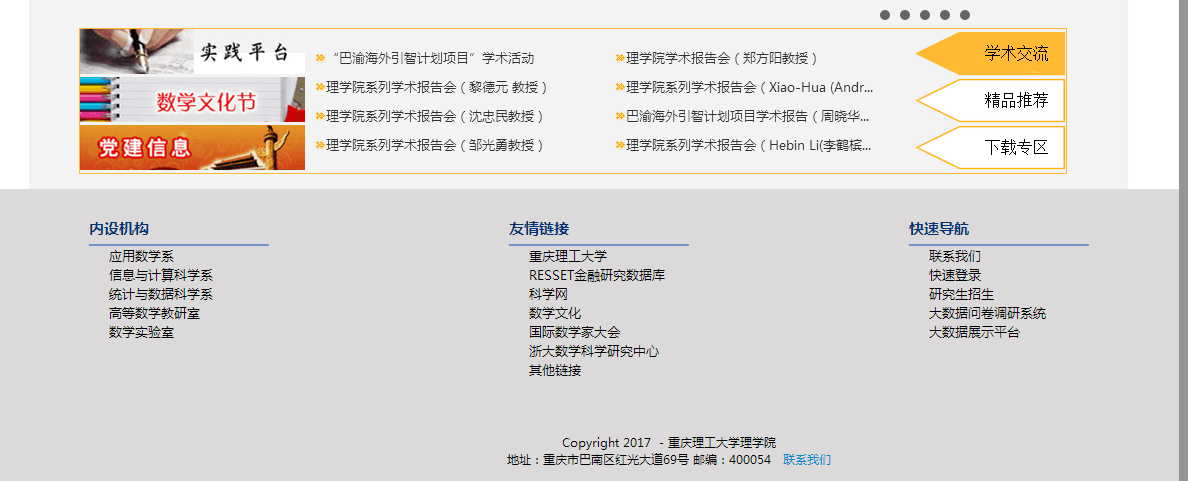 实践平台
数学文化节
党建信息
“巴渝海外引智计划项目”学术活动
理学院系列学术报告会（黎德元 教授）
理学院系列学术报告会（沈忠民教授）
理学院系列学术报告会（邹光勇教授）
理学院学术报告会（郑方阳教授）
理学院系列学术报告会（Xiao-Hua (Andr...
巴渝海外引智计划项目学术报告（周晓华...
理学院系列学术报告会（Hebin Li(李鹤槟...
学术交流
精品推荐
下载专区
内设机构
应用数学系
信息与计算科学系
统计与数据科学系
高等数学教研室
数学实验室
友情链接
重庆理工大学
RESSET金融研究数据库
科学网
数学文化
国际数学家大会
浙大数学科学研究中心
其他链接
快速导航
联系我们
快速登录
研究生招生
大数据问卷调研系统
大数据展示平台
Copyright 2017 - 重庆理工大学理学院
地址：重庆市巴南区红光大道69号 邮编：400054 联系我们